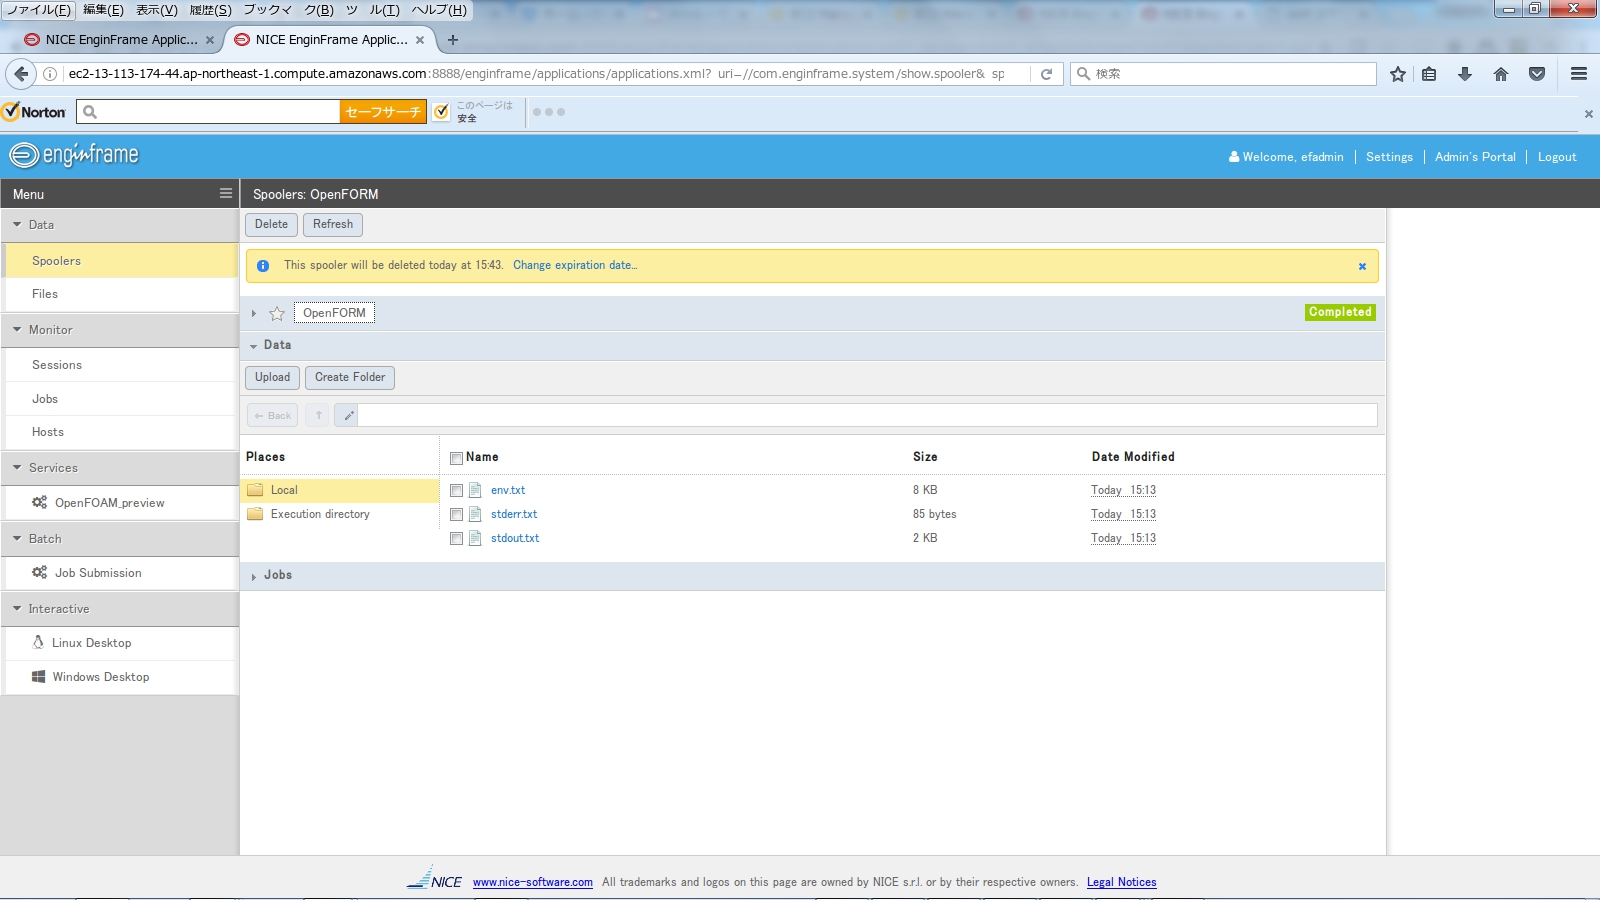 ファイル(F) 編集(E) 表示(V) 履歴(S) ブックマーク(B) ツール(T) ヘルプ(H)
NICE EnginFrame Applic... × NICE EnginFrame Applic... × +
ec2-13-113-174-44.ap-northeast-1.compute.amazonaws.com:8888/enginframe/applications/applications.xml?_uri=//com.enginframe.system/show.spooler&_sp 検索
Norton セーフサーチ このページは
安全
enginframe Welcome, efadmin Settings Admin's Portal Logout
Menu Spoolers: OpenFORM
Data Delete Refresh
Spoolers This spooler will be deleted today at 15:43. Change expiration date...
Files OpenFORM Completed
Monitor Data
Sessions Upload Create Folder
Jobs ← Back
Hosts Places Name Size Date Modified
Services Local env.txt 8 KB Today 15:13
OpenFOAM_preview Execution directory stderr.txt 85 bytes Today 15:13
Batch stdout.txt 2 KB Today 15:13
Job Submission Jobs
Interactive
Linux Desktop
Windows Desktop
NICE www.nice-software.com All trademarks and logos on this page are owned by NICE s.r.l. or by their respective owners. Legal Notices